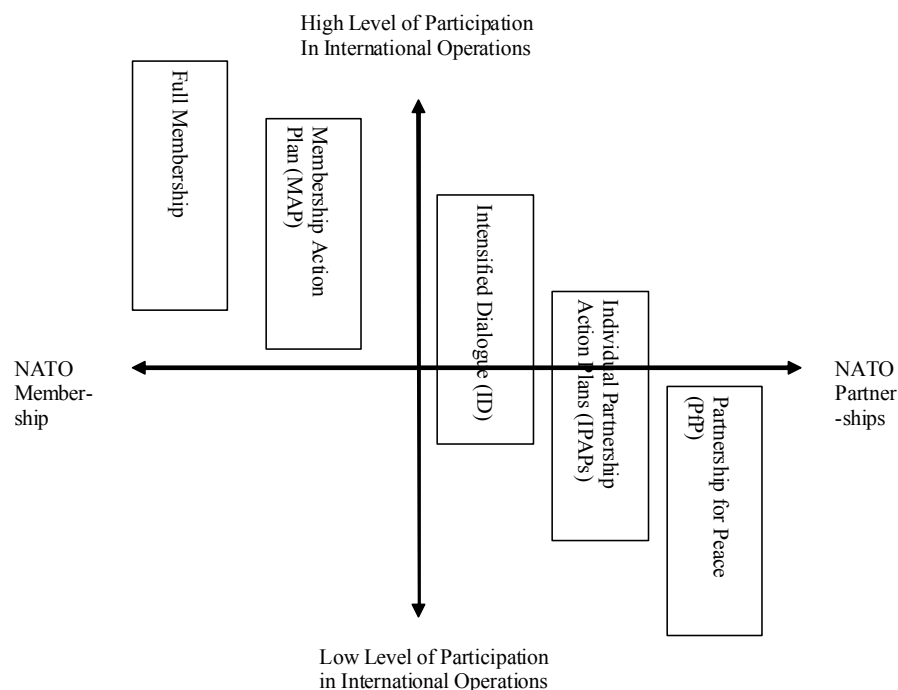 High Level of Participation
In International Operations
Full Membership
Membership Action
Plan (MAP)
Intensified Dialogue (ID)
Individual Partnership
Action Plans (IPAPs)
Partnership for Peace
(PfP)
NATO
Member-
ship
NATO
Partner
-ships
Low Level of Participation
in International Operations